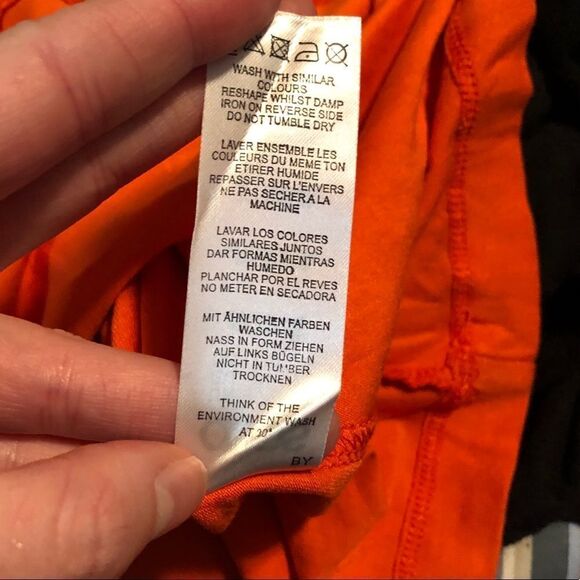 WASH WITH SIMILAR
COLOURS
RESHAPE WHILST DAMP
IRON ON REVERSE SIDE
DO NOT TUMBLE DRY
LAVER ENSEMBLE LES
COULEURS DU MEME TON
ETIRER HUMIDE
REPASSER SUR L'ENVERS
NE PAS SECHER A LA
MACHINE
LAVAR LOS COLORES
SIMILARES JUNTOS
DAR FORMAS MIENTRAS
HUMEDO
PLANCHAR POR EL REVES
NO METER EN SECADORA
MIT ÄHNLICHEN FARBEN
WASCHEN
NASS IN FORM ZIEHEN
AUF LINKS BÜGELN
NICHT IN TUMBER
TROCKNEN
THINK OF THE
ENVIRONMENT WASH
AT 30°
BY